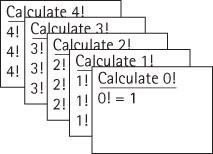 Calculate 4!
4!
4!
4!
Calculate 3!
3!
3!
3!
Calculate 2!
2!
2!
2!
Calculate 1!
1!
1!
1!
Calculate 0!
0! = 1